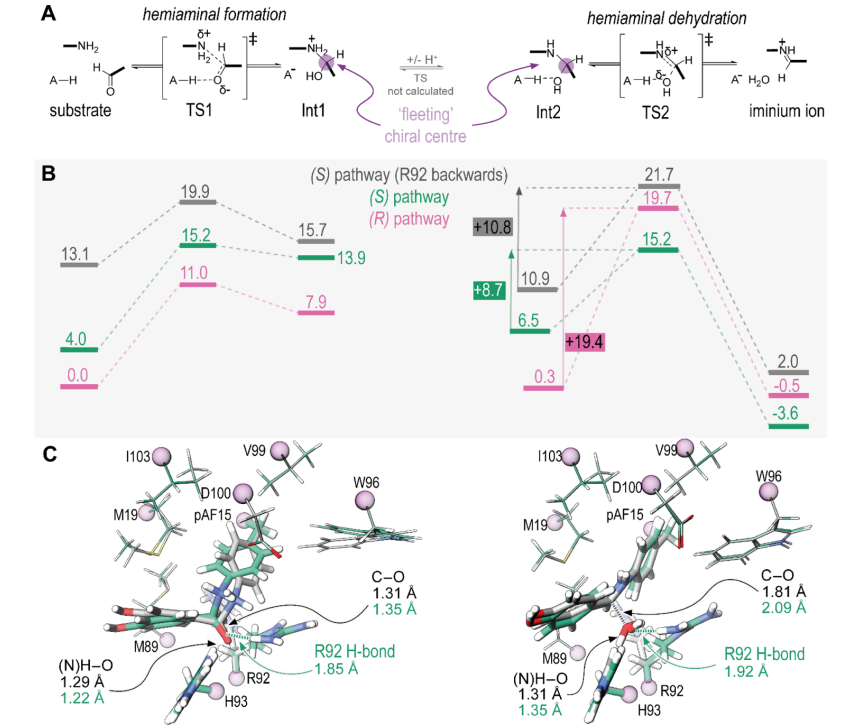 A
hemiaminal formation
hemiaminal dehydration
NH₂
A–H
H
O
substrate
δ+
N
H₂
H
A–H
O
δ-
‡
TS1
+
NH₂
H
HO
A⁻
Int1
+/- H⁺
TS
not calculated
'fleeting'
chiral centre
H
N
H
A–H
O
H
Int2
H
N
δ+
H
A–H
δ-
O
H
‡
TS2
+
NH
H
A⁻ H₂O
iminium ion
B
(S) pathway (R92 backwards)
(S) pathway
(R) pathway
13.1
19.9
15.7
4.0
15.2
13.9
0.0
11.0
7.9
+10.8
+8.7
+19.4
10.9
6.5
0.3
21.7
19.7
15.2
2.0
-0.5
-3.6
C
I103
V99
D100
W96
M19
pAF15
C–O
1.31 Å
1.35 Å
M89
R92 H-bond
1.85 Å
(N)H–O
1.29 Å
1.22 Å
R92
H93
I103
V99
D100
W96
M19
pAF15
C–O
1.81 Å
2.09 Å
M89
R92 H-bond
1.92 Å
(N)H–O
1.31 Å
1.35 Å
R92
H93